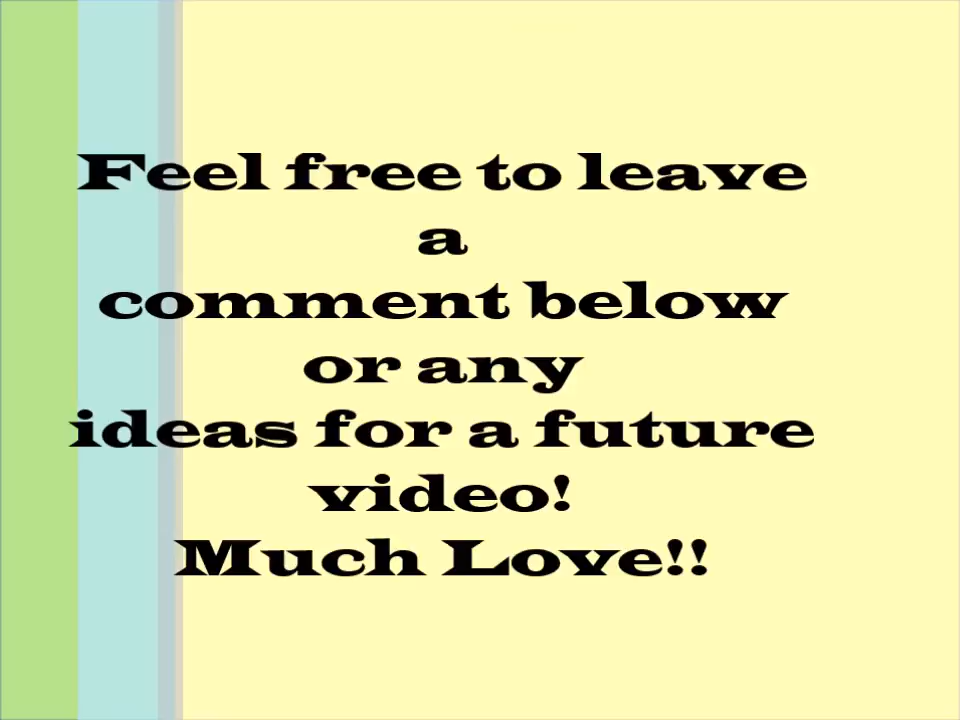 Feel free to leave
a
comment below
or any
ideas for a future
video!
Much Love!!